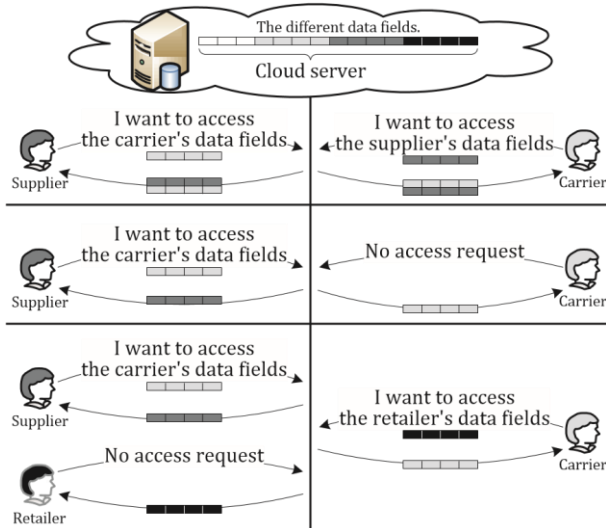 The different data fields.
Cloud server
I want to access
the carrier's data fields
Supplier
I want to access
the supplier's data fields
Carrier
I want to access
the carrier's data fields
Supplier
No access request
Carrier
I want to access
the carrier's data fields
Supplier
I want to access
the retailer's data fields
Carrier
No access request
Retailer